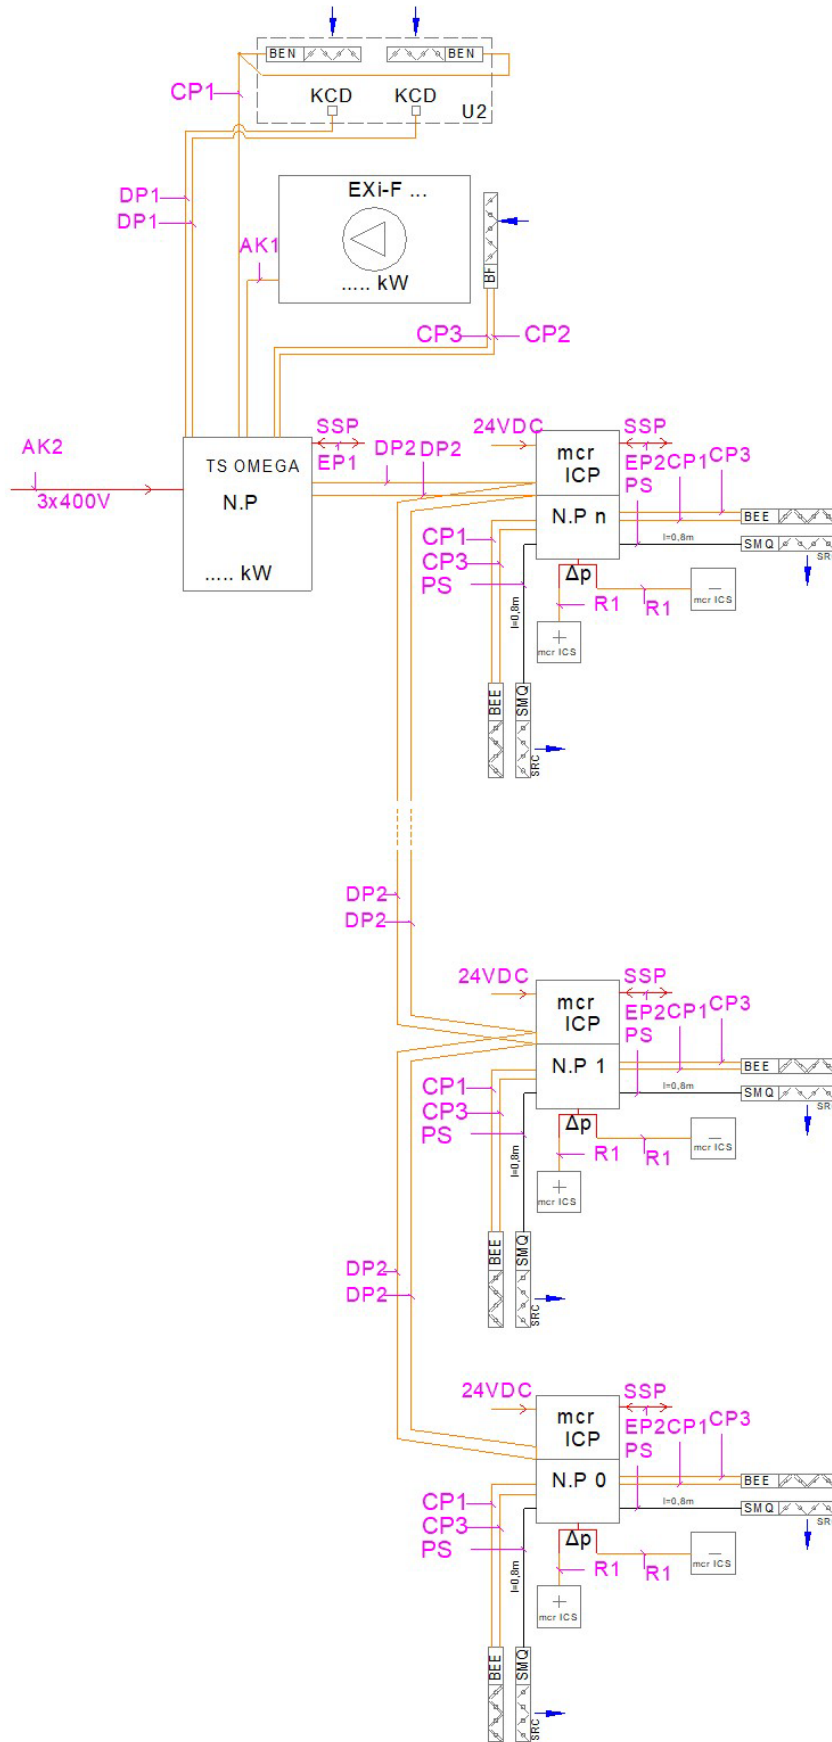 BEN
BEN
CP1
KCD
KCD
U2
DP1
DP1
EXi-F ...
AK1
..... kW
BF
CP3
CP2
AK2
3x400V
TS OMEGA
N.P
..... kW
SSP
EP1
DP2
DP2
24VDC
mcr
ICP
SSP
EP2
CP1
CP3
PS
N.P n
BEE
l=0,8m
SMQ
SRC
CP1
CP3
PS
Δp
R1
R1
l=0,8m
+
mcr ICS
–
mcr ICS
BEE
SMQ
SRC
DP2
DP2
24VDC
mcr
ICP
SSP
EP2
CP1
CP3
PS
N.P 1
BEE
l=0,8m
SMQ
SR
CP1
CP3
PS
Δp
R1
R1
l=0,8m
+
mcr ICS
–
mcr ICS
BEE
SMQ
SRC
DP2
DP2
24VDC
mcr
ICP
SSP
EP2
CP1
CP3
PS
N.P 0
BEE
l=0,8m
SMQ
SR
CP1
CP3
PS
Δp
R1
R1
l=0,8m
+
mcr ICS
–
mcr ICS
BEE
SMQ
SRC